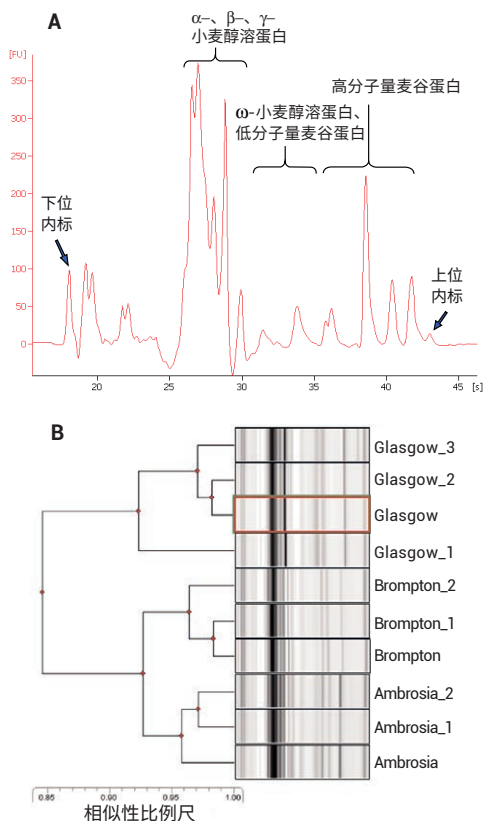 A
α–、β–、γ–
小麦醇溶蛋白
[FU]
高分子量麦谷蛋白
ω-小麦醇溶蛋白、
低分子量麦谷蛋白
下位
内标
上位
内标
350
300
250
200
150
100
50
0
20
25
30
35
40
45
[s]
B
Glasgow_3
Glasgow_2
Glasgow
Glasgow_1
Brompton_2
Brompton_1
Brompton
Ambrosia_2
Ambrosia_1
Ambrosia
0.85
0.90
0.95
1.00
相似性比例尺